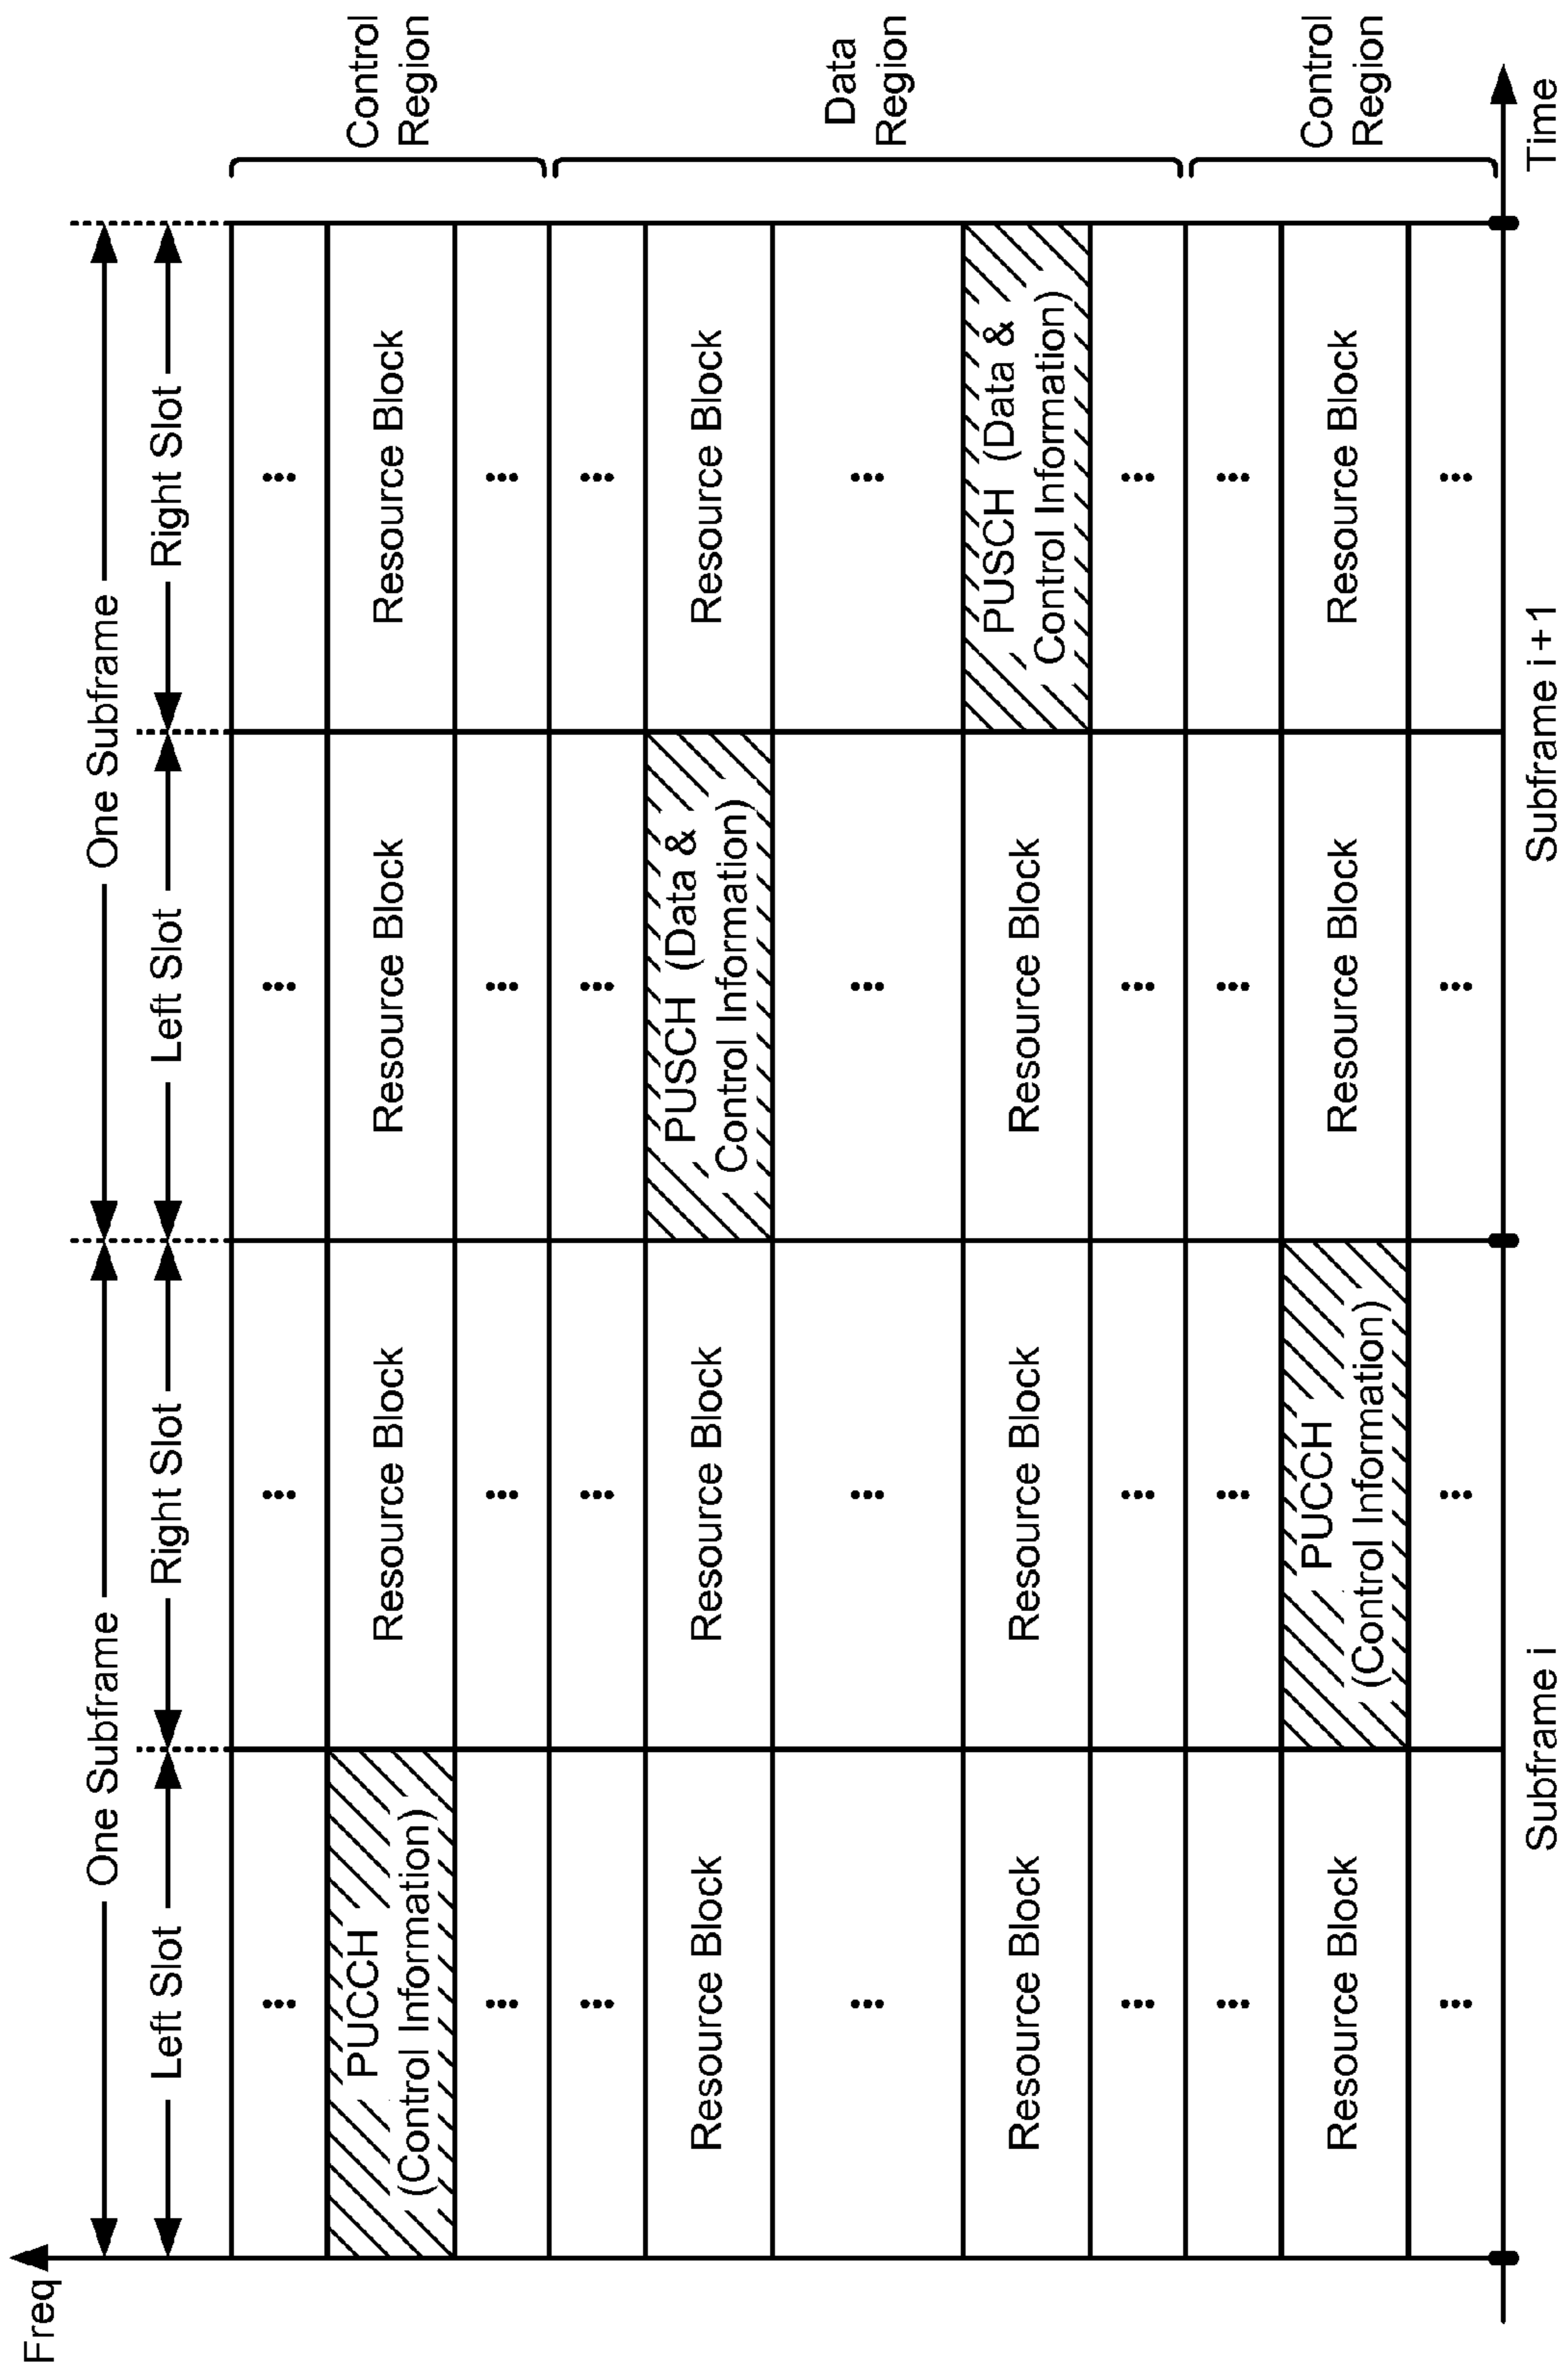 Freq
One Subframe
One Subframe
Left Slot
Right Slot
Left Slot
Right Slot
...
...
...
...
PUCCH
(Control Information)
Resource Block
Resource Block
Resource Block
Control
Region
...
...
...
...
...
...
...
...
Resource Block
Resource Block
PUSCH (Data &
Control Information)
Resource Block
...
...
...
...
Data
Region
Resource Block
Resource Block
Resource Block
PUSCH (Data &
Control Information)
...
...
...
...
...
...
...
...
Resource Block
PUCCH
(Control Information)
Resource Block
Resource Block
Control
Region
...
...
...
...
Subframe i
Subframe i + 1
Time